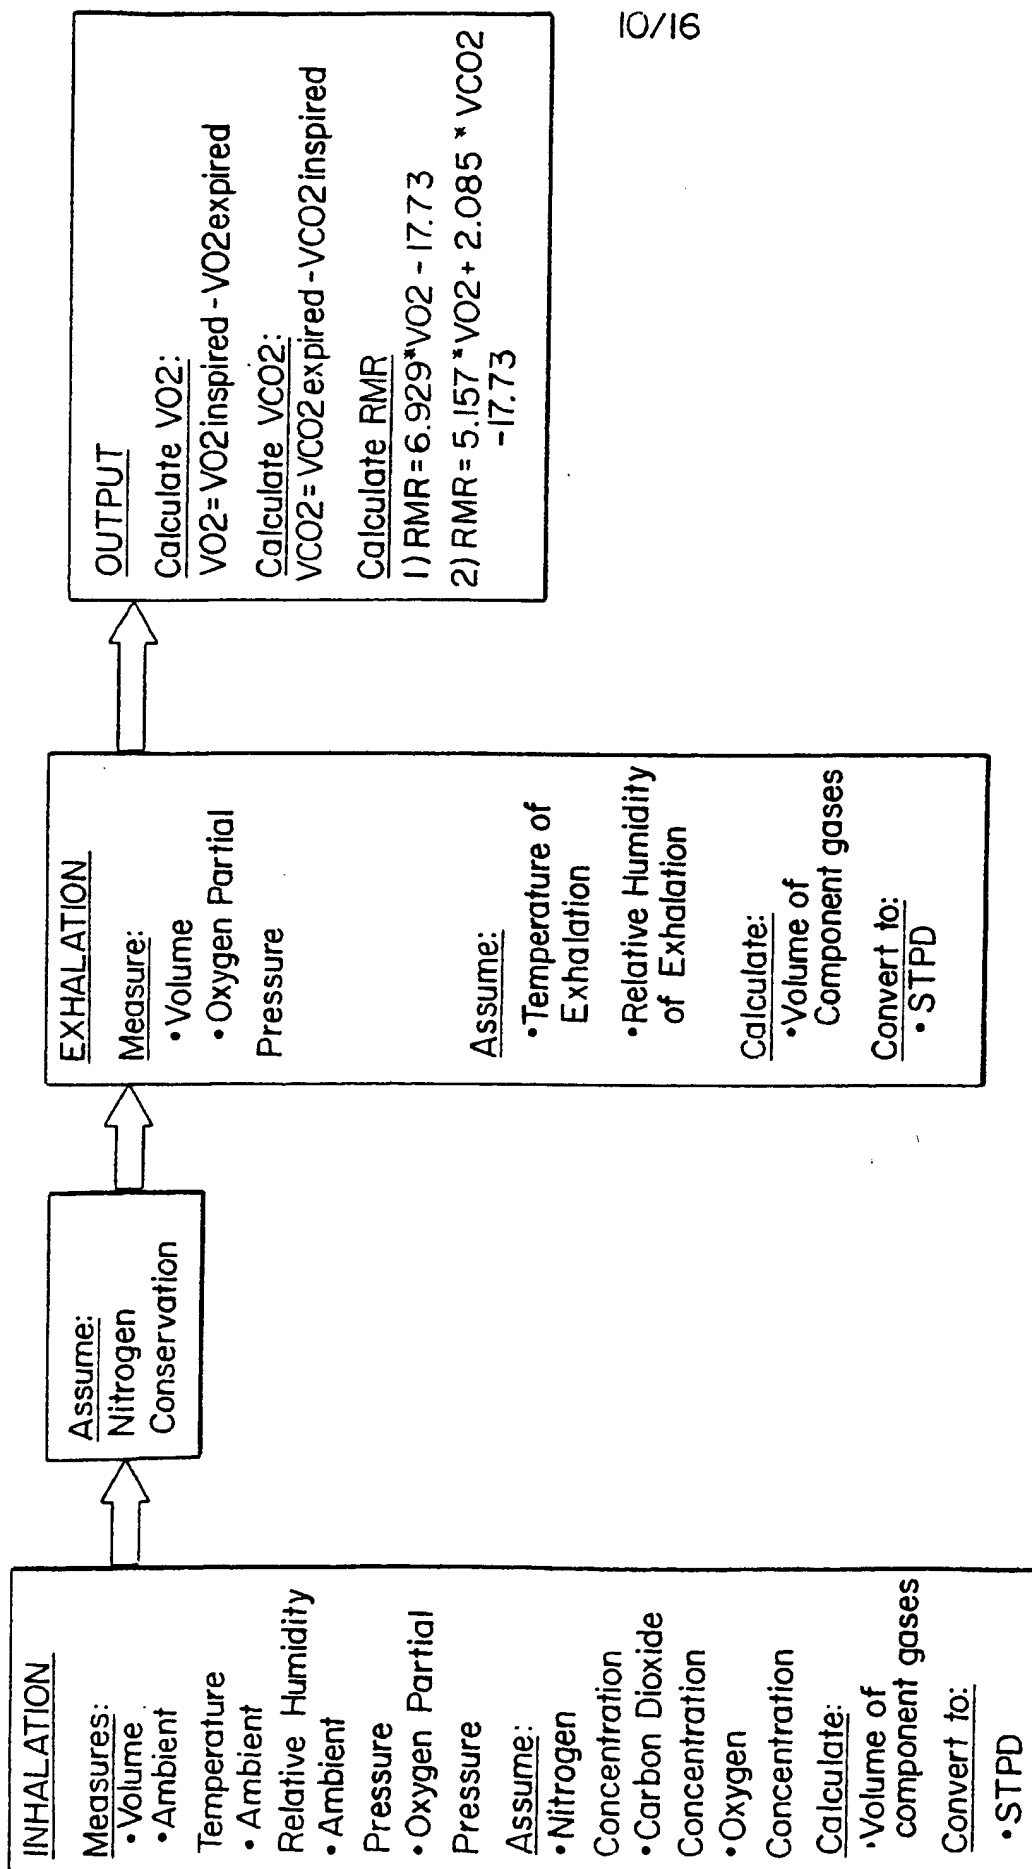 10/16
INHALATION
Measures:
• Volume
• Ambient
Temperature
• Ambient
Relative Humidity
• Ambient
Pressure
• Oxygen Partial
Pressure
Assume:
• Nitrogen
Concentration
• Carbon Dioxide
Concentration
• Oxygen
Concentration
Calculate:
• Volume of
component gases
Convert to:
• STPD
Assume:
Nitrogen
Conservation
EXHALATION
Measure:
• Volume
• Oxygen Partial
Pressure
Assume:
• Temperature of
Exhalation
• Relative Humidity
of Exhalation
Calculate:
• Volume of
Component gases
Convert to:
• STPD
OUTPUT
Calculate VO2:
VO2=VO2inspired-VO2expired
Calculate VCO2:
VCO2=VCO2expired-VCO2inspired
Calculate RMR
1) RMR=6.929*VO2-17.73
2) RMR=5.157*VO2+2.085*VCO2
-17.73